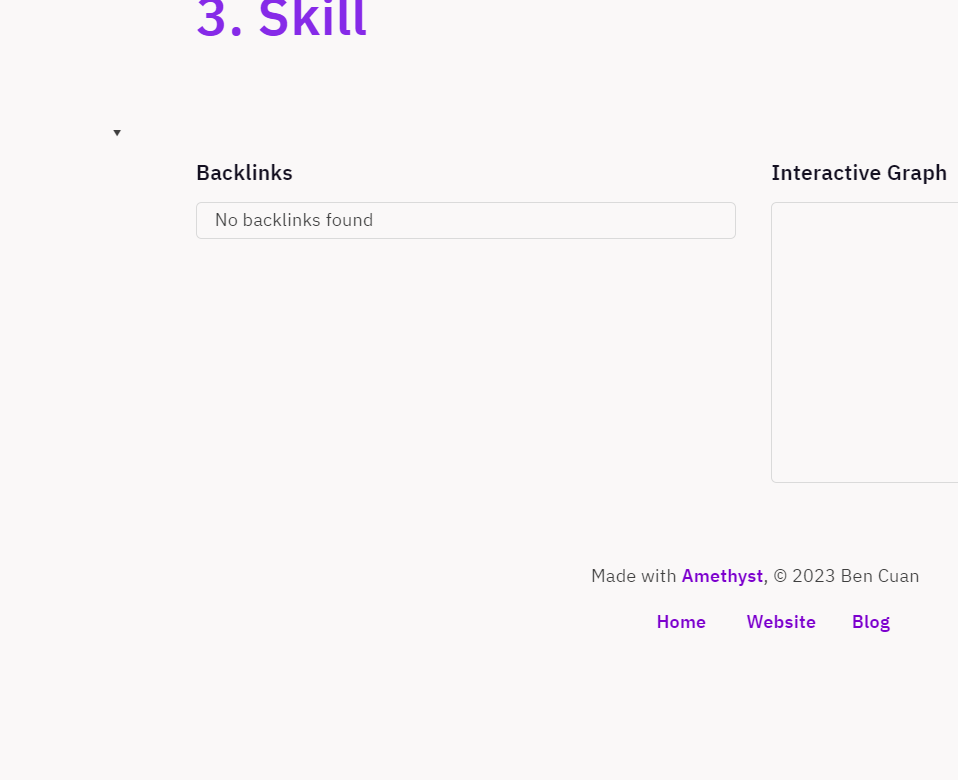 3. Skill
Backlinks
No backlinks found
Interactive Graph
Made with Amethyst, © 2023 Ben Cuan
Home Website Blog